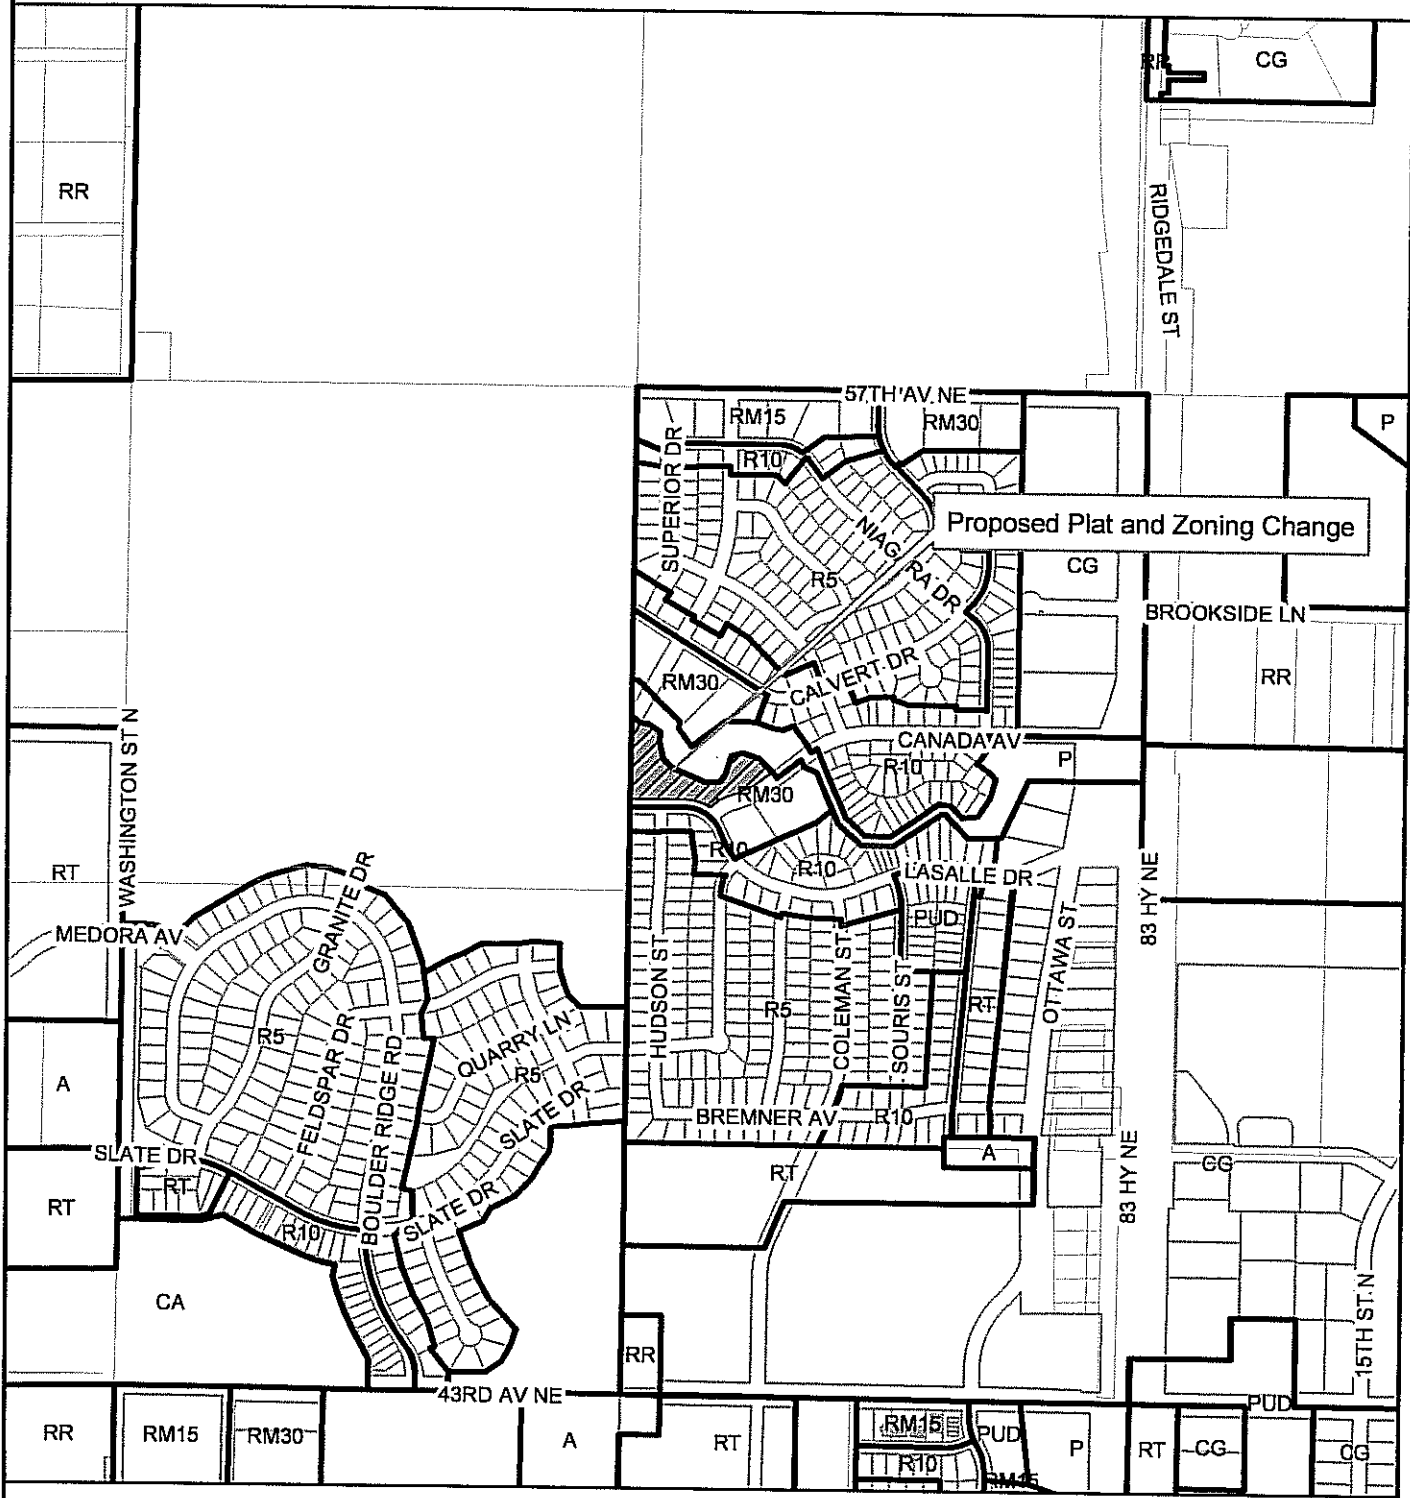 RR
CG
RR
RIDGEDALE ST
57TH AV NE
RM15
RM30
P
R10
SUPERIOR DR
Proposed Plat and Zoning Change
NIAGRA DR
R5
CG
BROOKSIDE LN
RR
RM30
CALVERT DR
WASHINGTON ST N
CANADA AV
P
R10
RM30
R10
R10
RT
LASALLE DR
83 HY NE
GRANITE DR
MEDORA AV
PUD
OTTAWA ST
HUDSON ST
COLEMAN ST
SOURIS ST
R5
RT
R5
FELDSPAR DR
BOULDER RIDGE RD
QUARRY LN
R5
A
SLATE DR
BREMNER AV
R10
SLATE DR
A
83 HY NE
CG
RT
RT
RT
SLATE DR
R10
CA
15TH ST N
RR
43RD AV NE
PUD
RR
RM15
RM30
A
RT
RM15
PUD
P
RT
CG
CG
R10
RM15